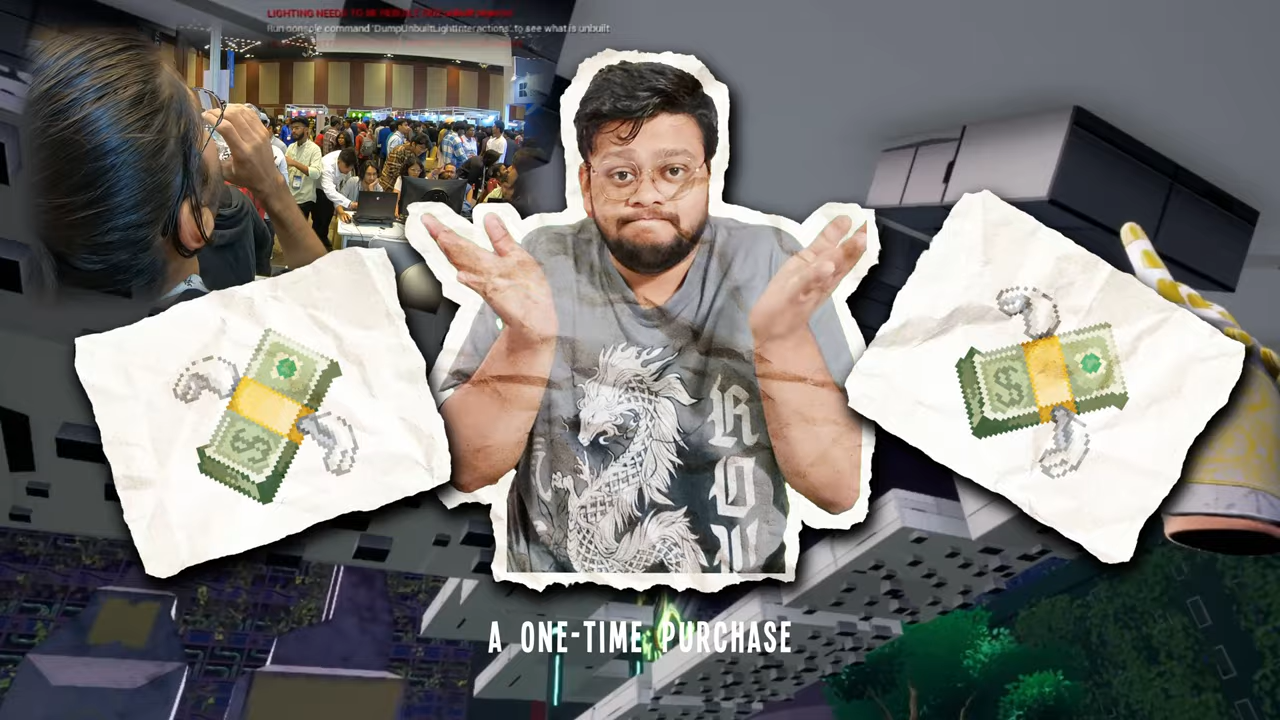 LIGHTING NEEDS TO BE REBUILT
Run console command 'DumpUnbuiltLightInteractions' to see what is unbuilt
R
O
A ONE-TIME PURCHASE